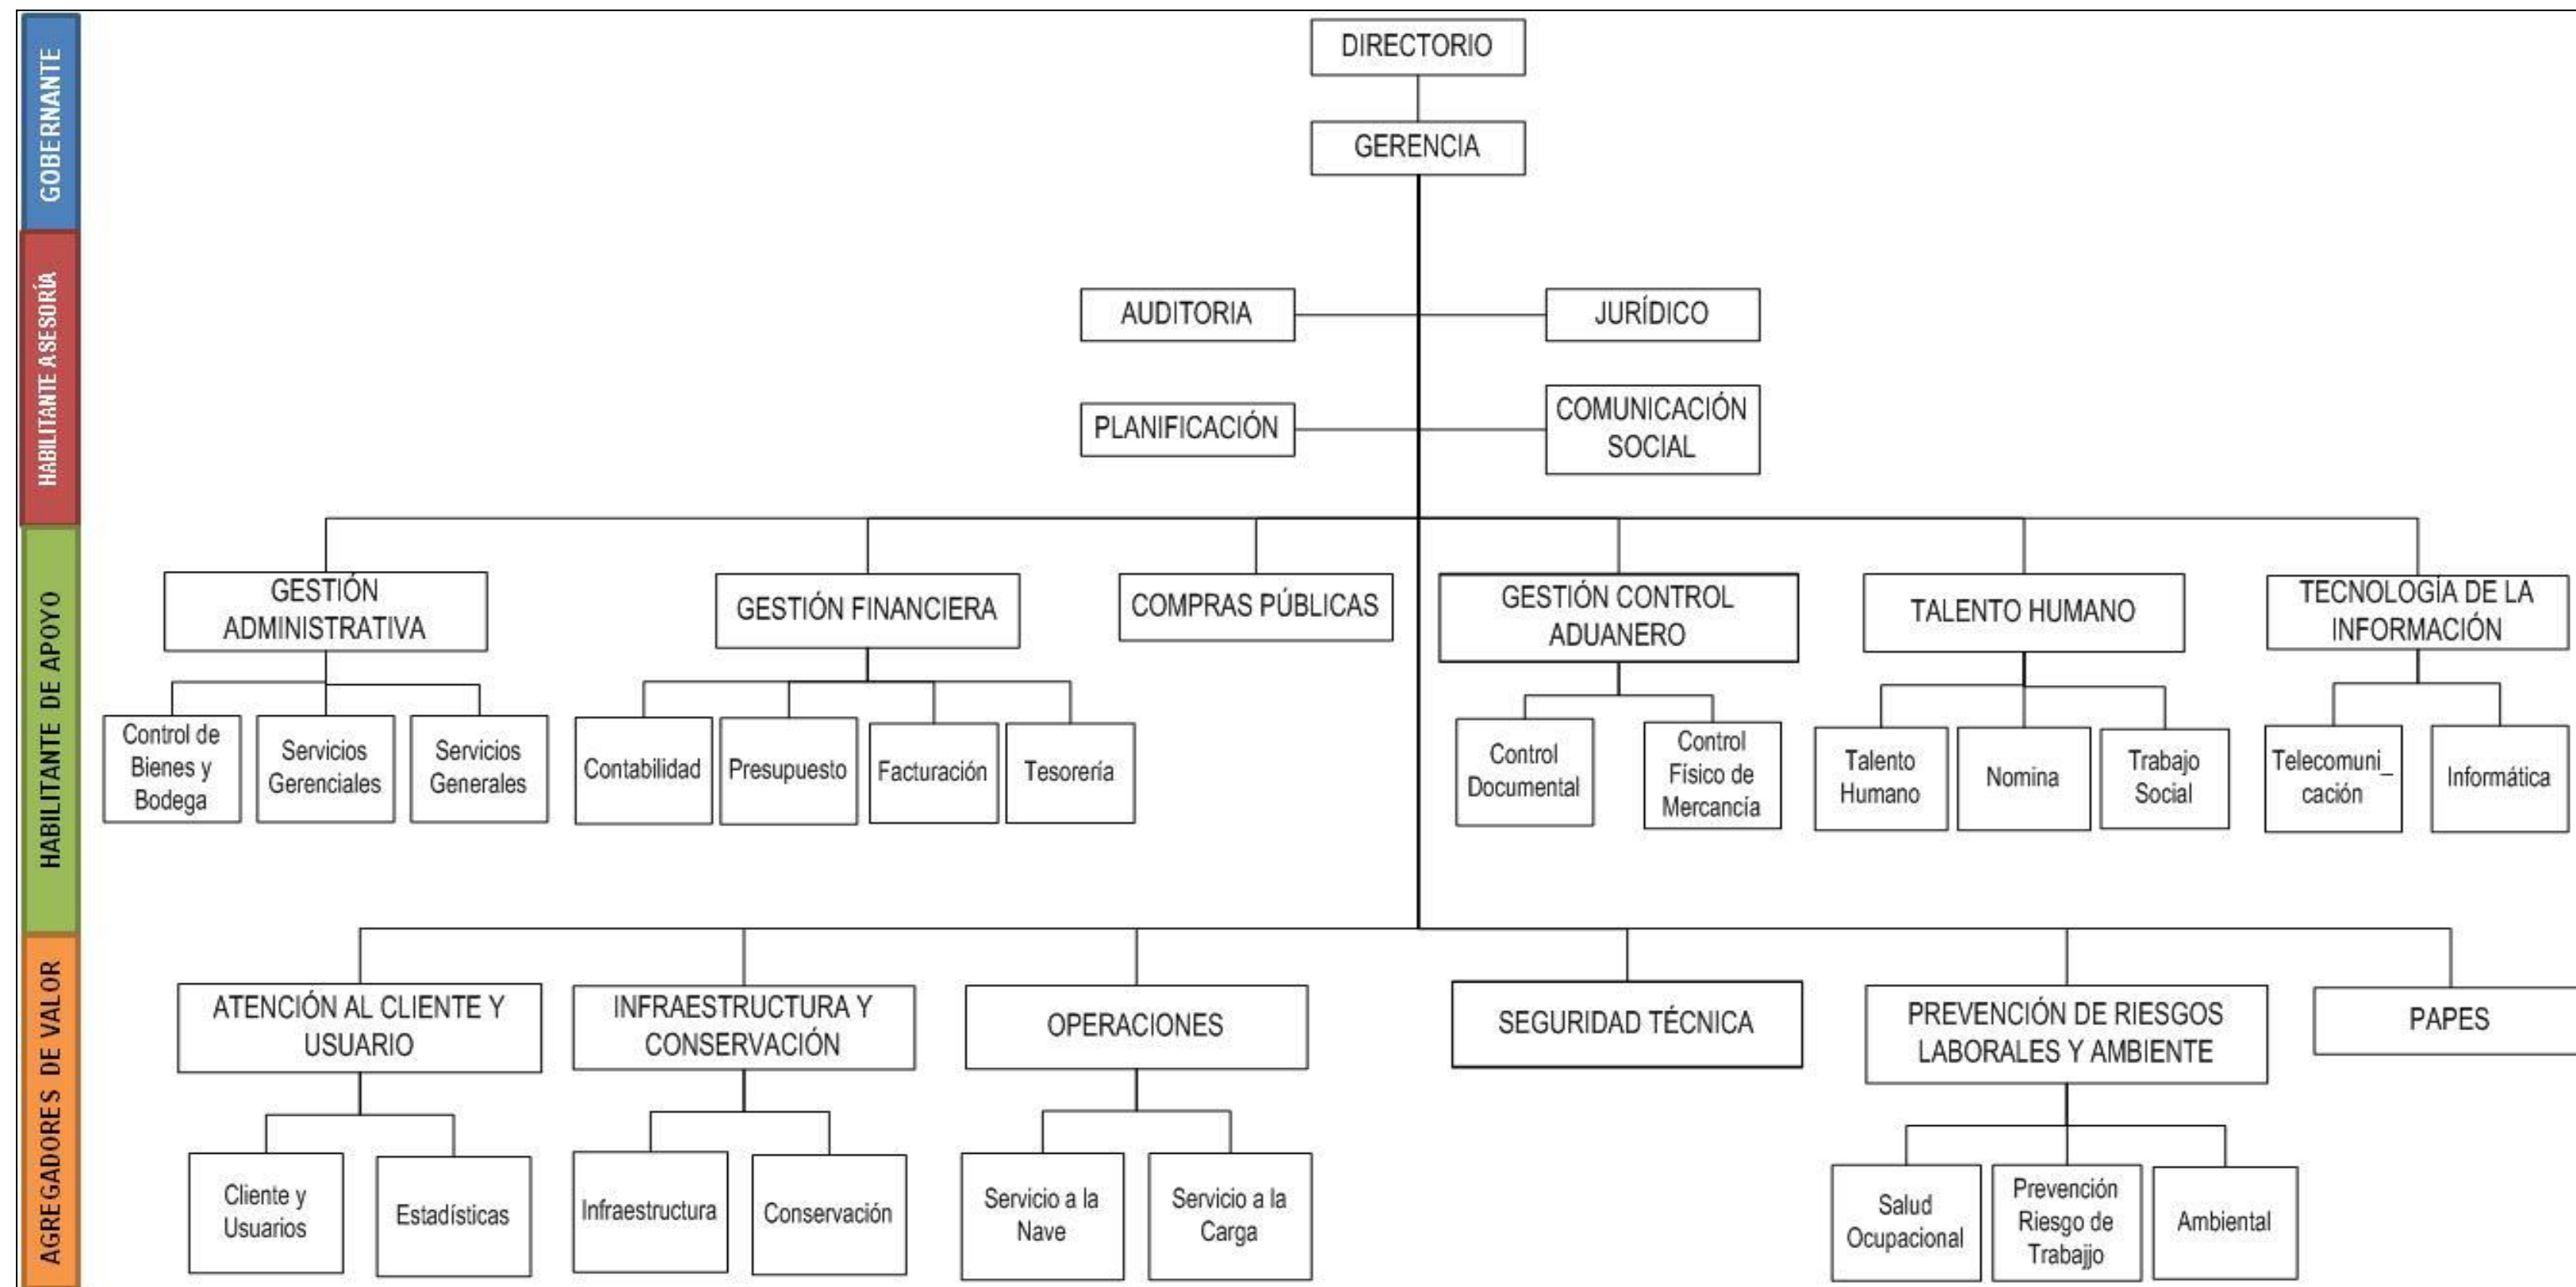 GOBERNANTE
DIRECTORIO
GERENCIA
HABILITANTE ASESORÍA
AUDITORIA
JURÍDICO
PLANIFICACIÓN
COMUNICACIÓN
SOCIAL
HABILITANTE DE APOYO
GESTIÓN
ADMINISTRATIVA
GESTIÓN FINANCIERA
COMPRAS PÚBLICAS
GESTIÓN CONTROL
ADUANERO
TALENTO HUMANO
TECNOLOGÍA DE LA
INFORMACIÓN
Control de
Bienes y
Bodega
Servicios
Gerenciales
Servicios
Generales
Contabilidad
Presupuesto
Facturación
Tesorería
Control
Documental
Control
Físico de
Mercancía
Talento
Humano
Nomina
Trabajo
Social
Telecomuni_
cación
Informática
AGREGADORES DE VALOR
ATENCIÓN AL CLIENTE Y
USUARIO
INFRAESTRUCTURA Y
CONSERVACIÓN
OPERACIONES
SEGURIDAD TÉCNICA
PREVENCIÓN DE RIESGOS
LABORALES Y AMBIENTE
PAPES
Cliente y
Usuarios
Estadísticas
Infraestructura
Conservación
Servicio a la
Nave
Servicio a la
Carga
Salud
Ocupacional
Prevención
Riesgo de
Trabajjo
Ambiental